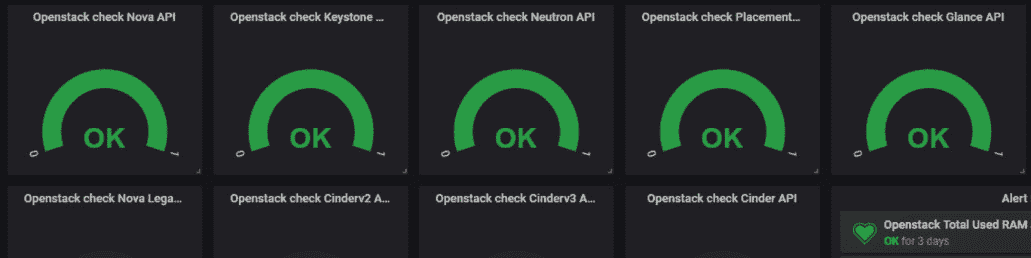 Openstack check Nova API
Openstack check Keystone ...
Openstack check Neutron API
Openstack check Placement...
Openstack check Glance API
OK
0
1
OK
0
1
OK
0
1
OK
0
1
OK
0
1
Openstack check Nova Lega...
Openstack check Cinderv2 A...
Openstack check Cinderv3 A...
Openstack check Cinder API
Alert
Openstack Total Used RAM
OK for 3 days